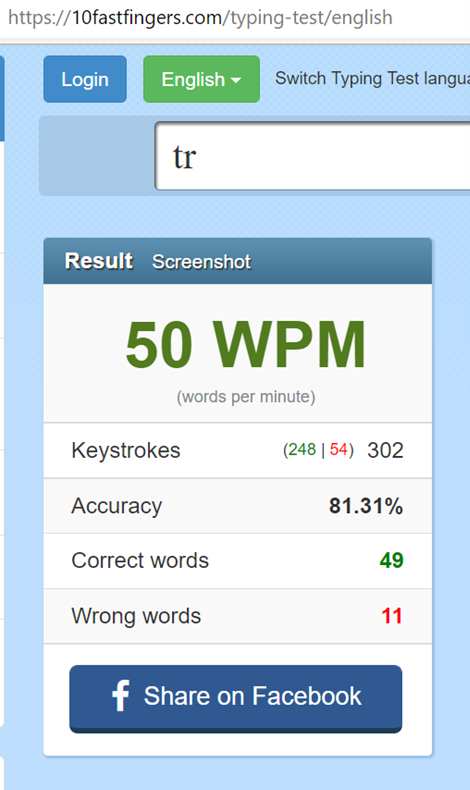 https://10fastfingers.com/typing-test/english
Login English Switch Typing Test
tr
Result Screenshot
50 WPM
(words per minute)
Keystrokes (248 | 54) 302
Accuracy 81.31%
Correct words 49
Wrong words 11
Share on Facebook